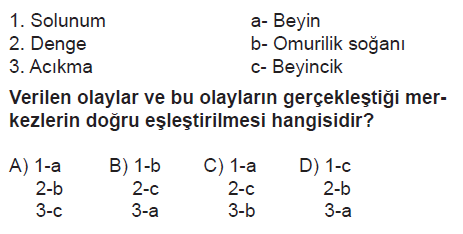 1. Solunum a- Beyin
2. Denge b- Omurilik soğanı
3. Acıkma c- Beyincik
Verilen olaylar ve bu olayların gerçekleştiği mer-
kezlerin doğru eşleştirilmesi hangisidir?
A) 1-a B) 1-b C) 1-a D) 1-c
2-b 2-c 2-c 2-b
3-c 3-a 3-b 3-a